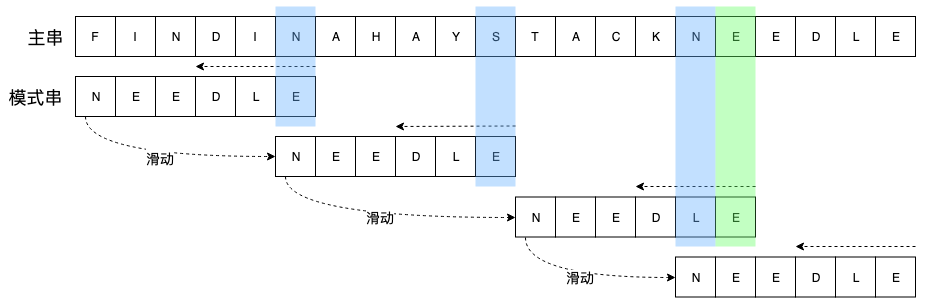 主串 F I N D I N A H A Y S T A C K N E E D L E
模式串 N E E D L E
滑动 N E E D L E
滑动 N E E D L E
滑动 N E E D L E